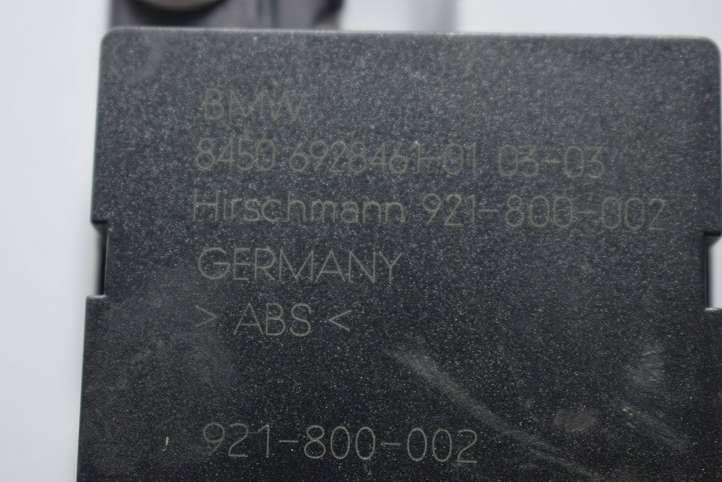 BMW
8450 6928461-01 03-03
Hirschmann 921-800-002
GERMANY
> ABS <
921-800-002